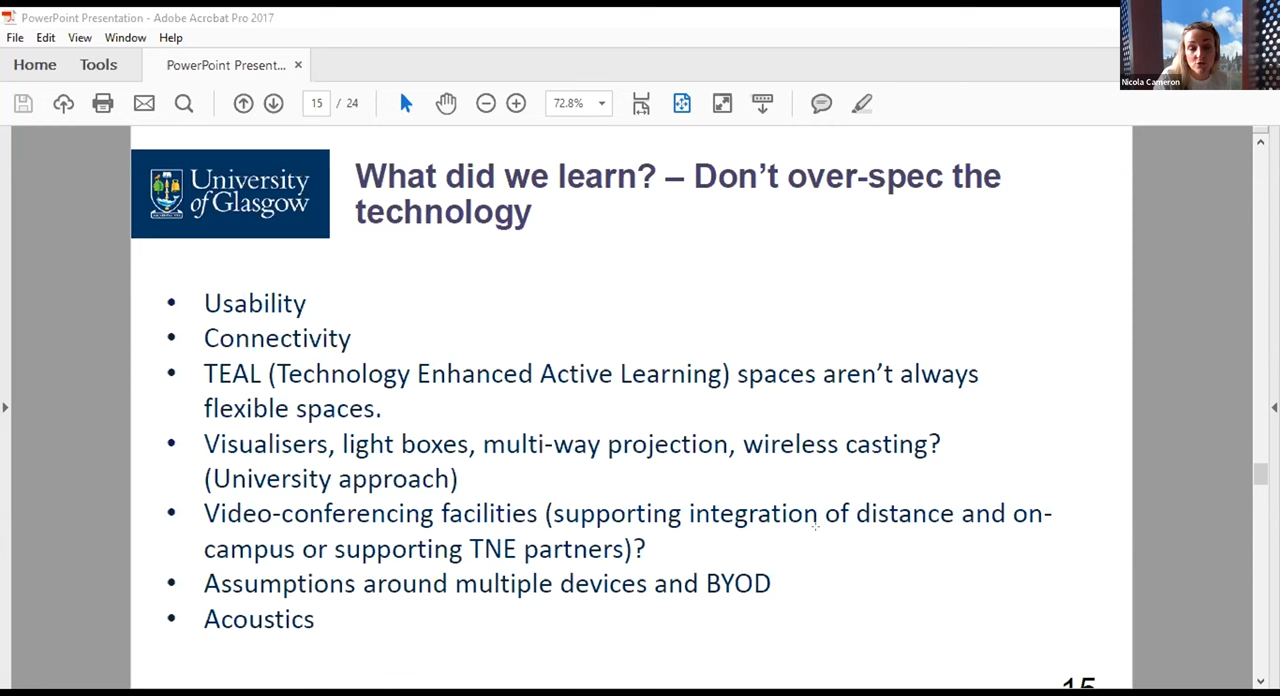 PowerPoint Presentation - Adobe Acrobat Pro 2017
File Edit View Window Help
Home Tools PowerPoint Present... ×
15 / 24 72.8%
Nicola Cameron
University
of Glasgow
What did we learn? – Don't over-spec the
technology
• Usability
• Connectivity
• TEAL (Technology Enhanced Active Learning) spaces aren't always
flexible spaces.
• Visualisers, light boxes, multi-way projection, wireless casting?
(University approach)
• Video-conferencing facilities (supporting integration of distance and on-
campus or supporting TNE partners)?
• Assumptions around multiple devices and BYOD
• Acoustics
15